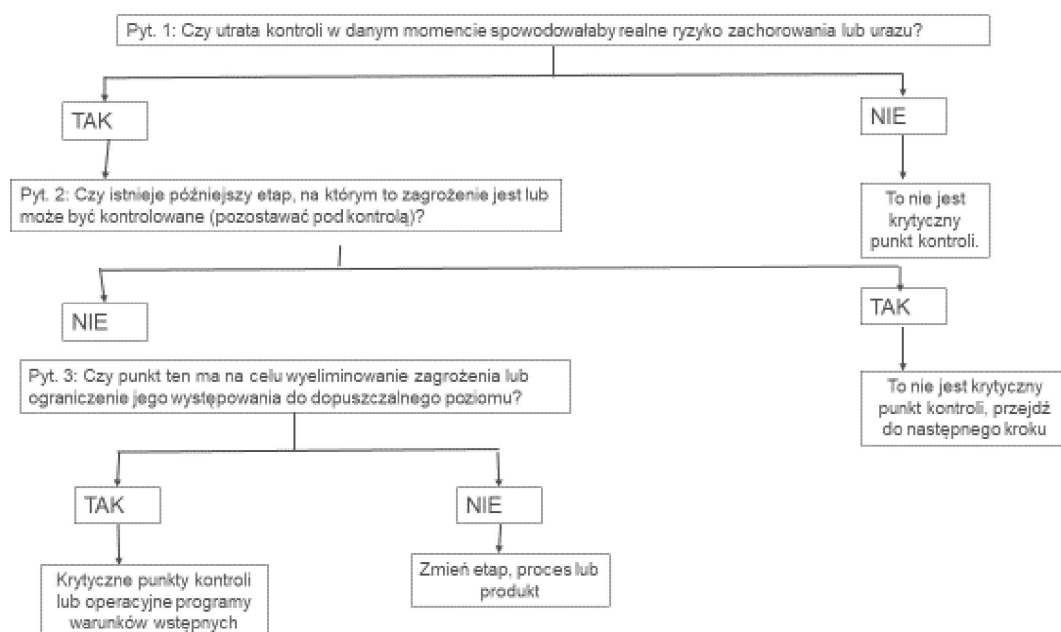 Pyt. 1: Czy utrata kontroli w danym momencie spowodowałaby realne ryzyko zachorowania lub urazu?
TAK
NIE
Pyt. 2: Czy istnieje późniejszy etap, na którym to zagrożenie jest lub
może być kontrolowane (pozostawać pod kontrolą)?
To nie jest
krytyczny
punkt kontroli.
NIE
TAK
Pyt. 3: Czy punkt ten ma na celu wyeliminowanie zagrożenia lub
ograniczenie jego występowania do dopuszczalnego poziomu?
To nie jest krytyczny
punkt kontroli, przejdź
do następnego kroku
TAK
NIE
Krytyczne punkty kontroli
lub operacyjne programy
warunków wstępnych
Zmień etap, proces lub
produkt